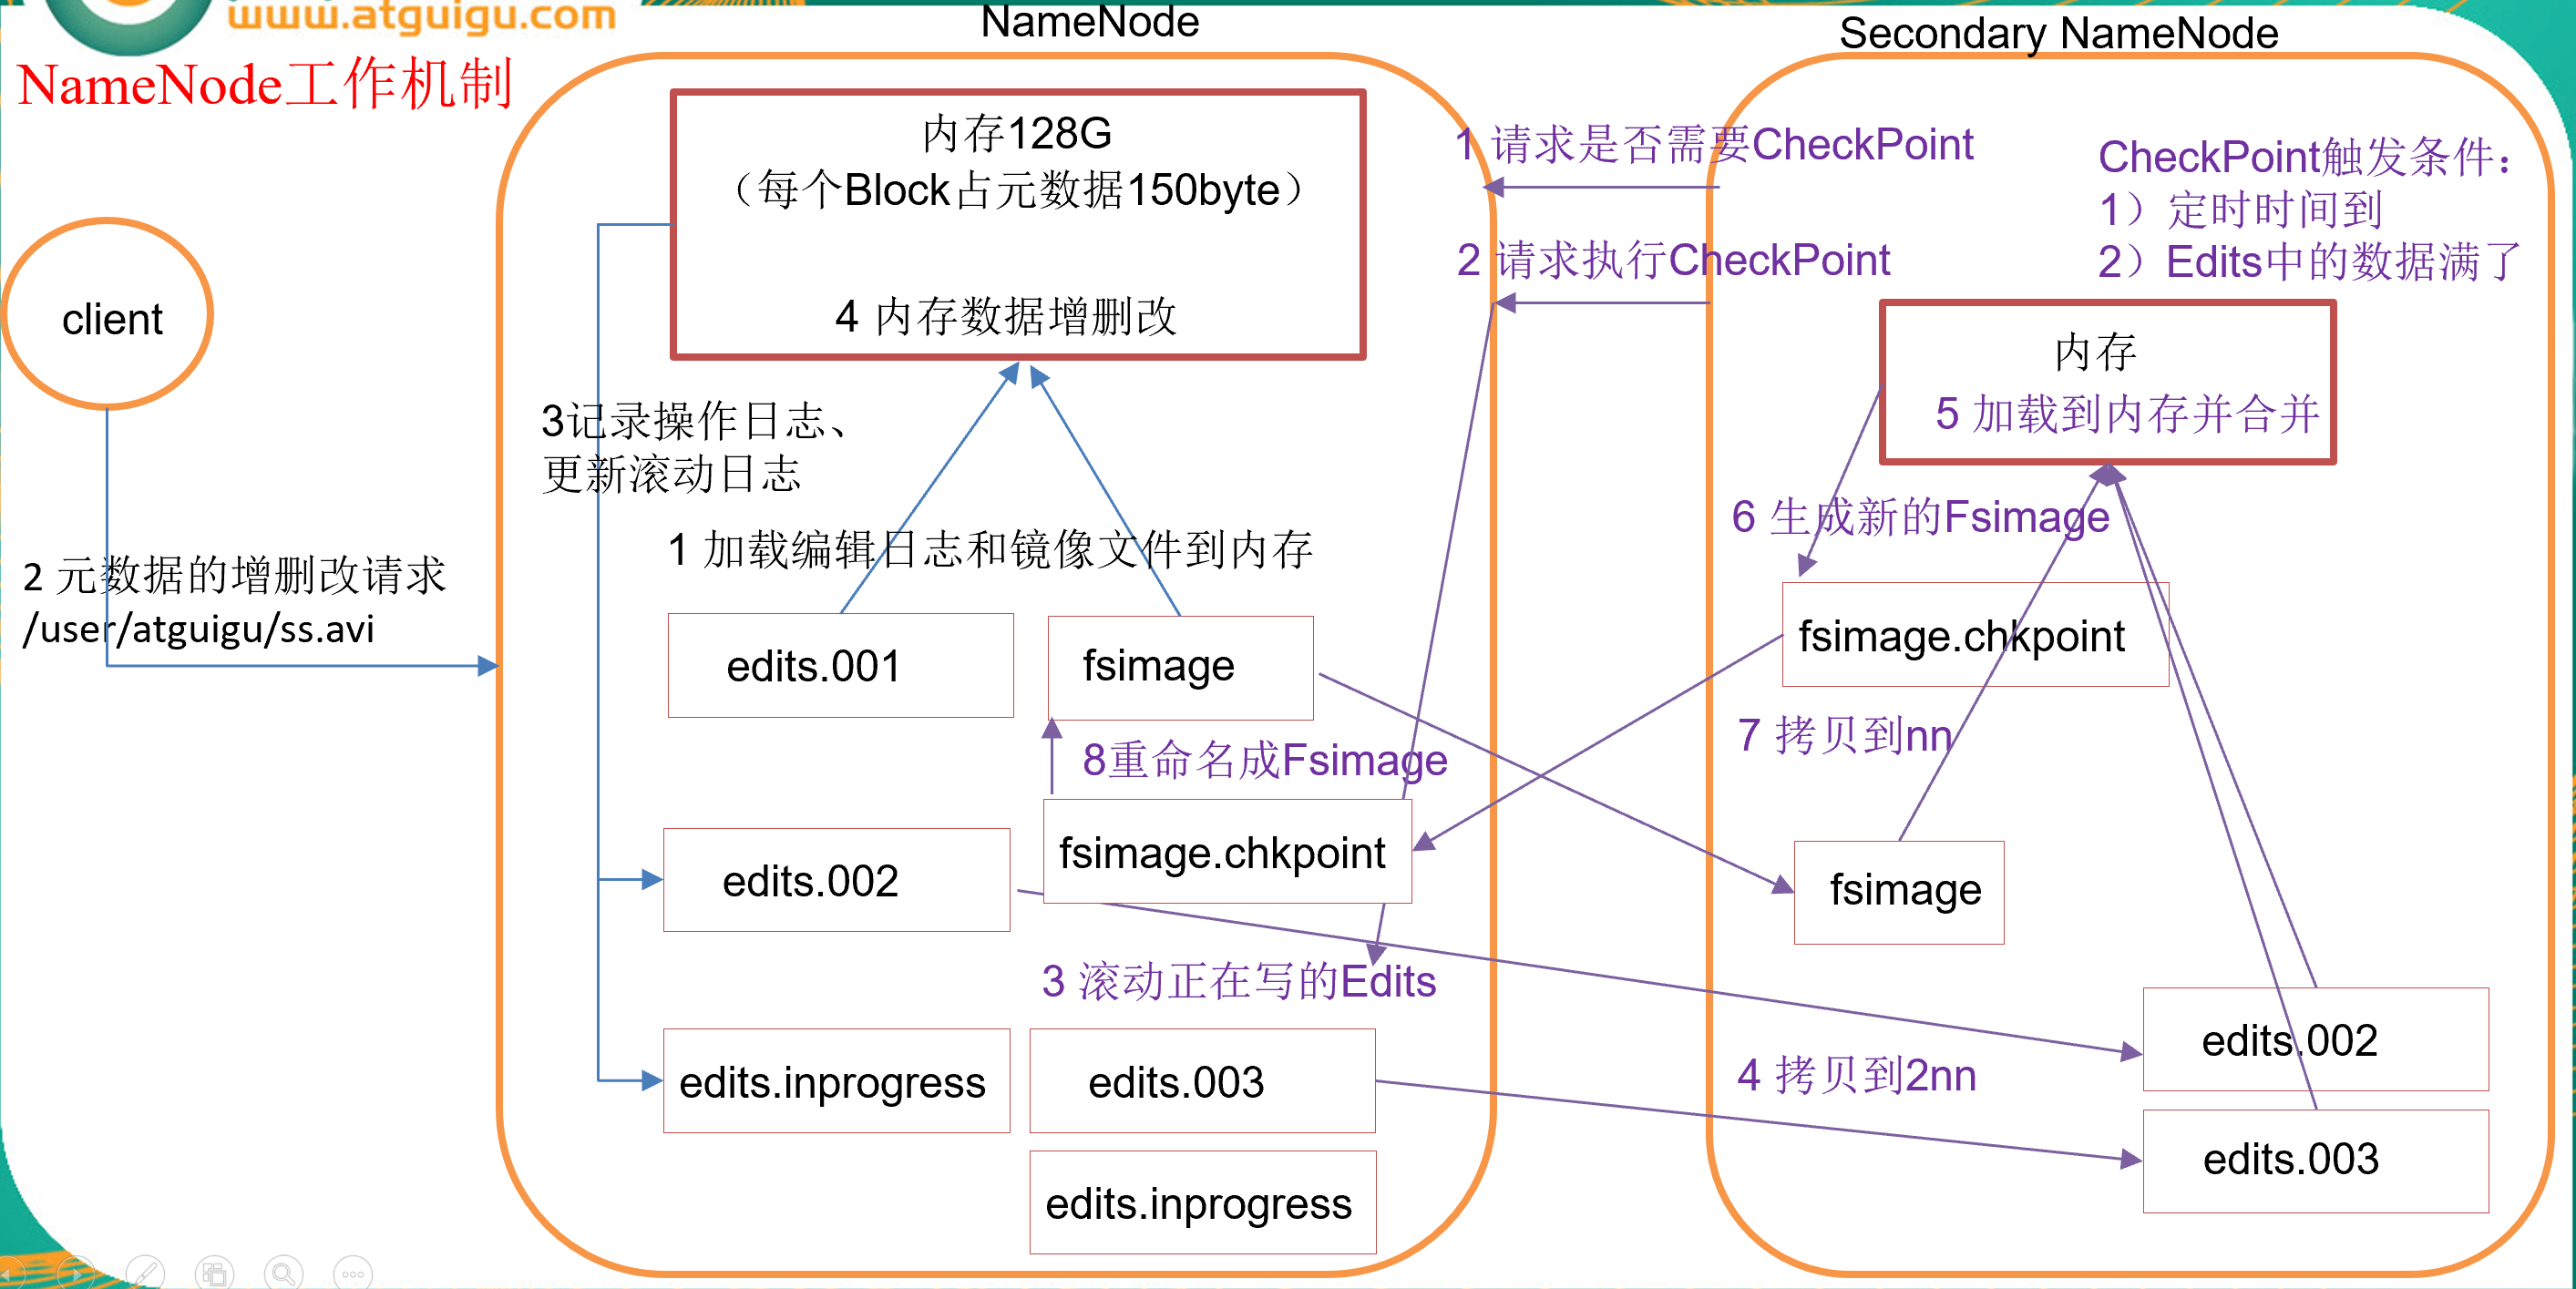 www.atguigu.com
NameNode工作机制
NameNode
Secondary NameNode
内存128G
（每个Block占元数据150byte）
4 内存数据增删改
client
2 元数据的增删改请求
/user/atguigu/ss.avi
3记录操作日志、
更新滚动日志
1 加载编辑日志和镜像文件到内存
edits.001
fsimage
8重命名成Fsimage
edits.002
fsimage.chkpoint
3 滚动正在写的Edits
edits.inprogress
edits.003
edits.inprogress
1 请求是否需要CheckPoint
2 请求执行CheckPoint
CheckPoint触发条件：
1）定时时间到
2）Edits中的数据满了
内存
5 加载到内存并合并
6 生成新的Fsimage
fsimage.chkpoint
7 拷贝到nn
fsimage
4 拷贝到2nn
edits.002
edits.003